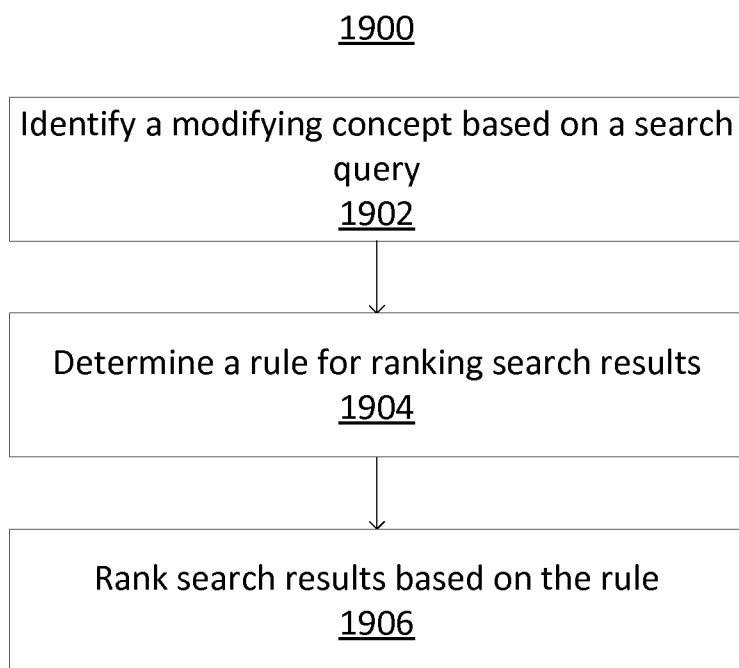 1900
Identify a modifying concept based on a search
query
1902
Determine a rule for ranking search results
1904
Rank search results based on the rule
1906